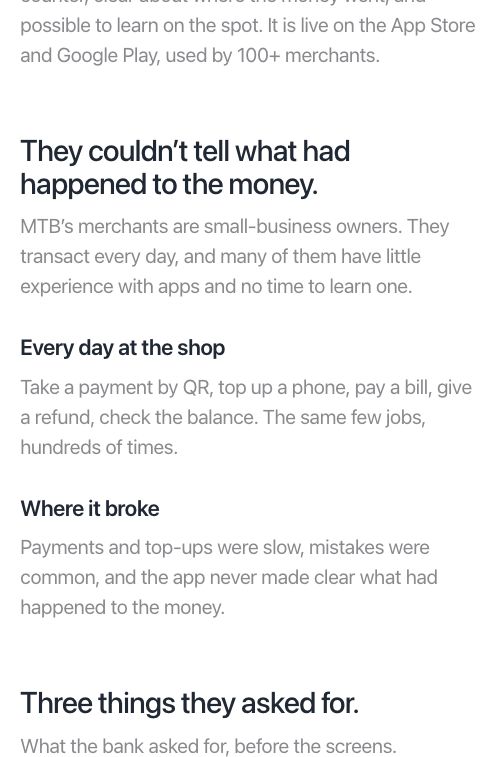 possible to learn on the spot. It is live on the App Store
and Google Play, used by 100+ merchants.
They couldn’t tell what had
happened to the money.
MTB’s merchants are small-business owners. They
transact every day, and many of them have little
experience with apps and no time to learn one.
Every day at the shop
Take a payment by QR, top up a phone, pay a bill, give
a refund, check the balance. The same few jobs,
hundreds of times.
Where it broke
Payments and top-ups were slow, mistakes were
common, and the app never made clear what had
happened to the money.
Three things they asked for.
What the bank asked for, before the screens.